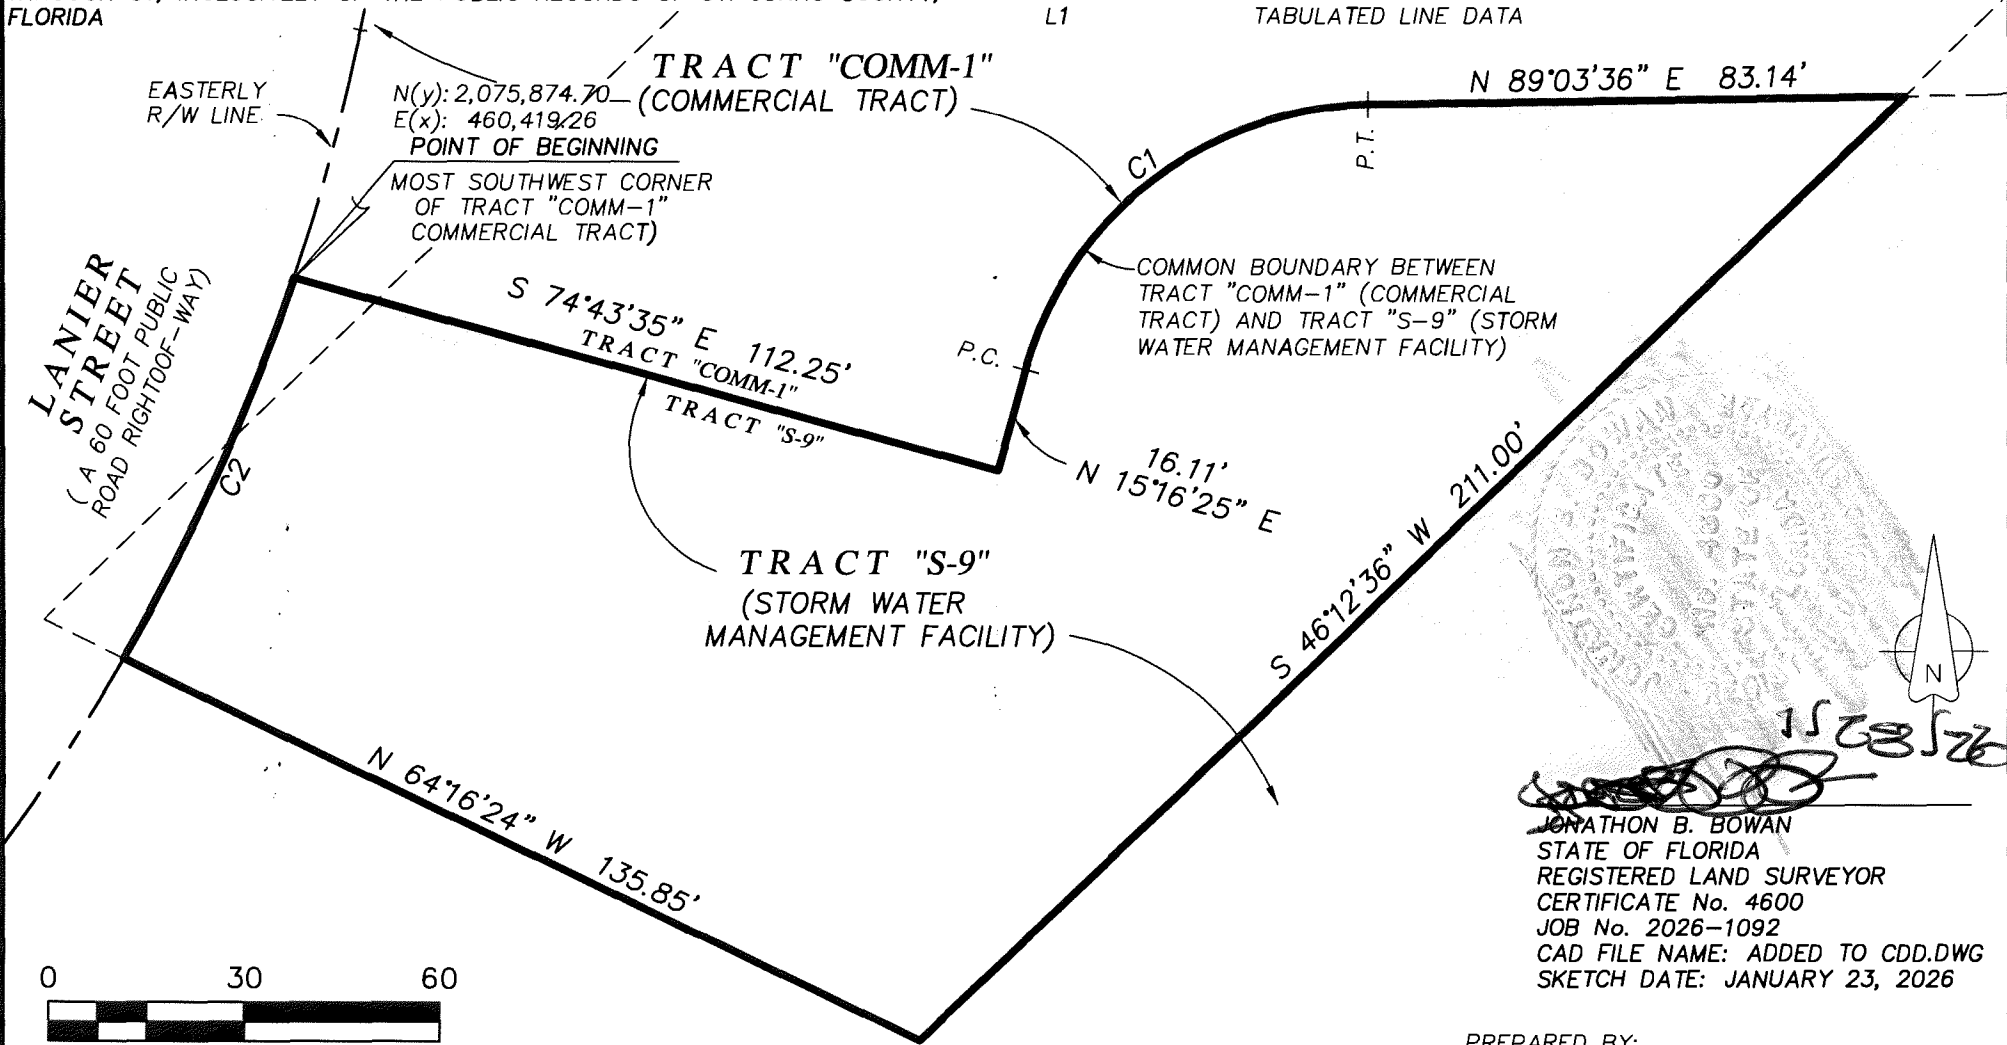 FLORIDA
L1
TABULATED LINE DATA
EASTERLY
R/W LINE
N(y): 2,075,874.70
E(x): 460,419.26
POINT OF BEGINNING
MOST SOUTHWEST CORNER
OF TRACT "COMM-1"
COMMERCIAL TRACT)
TRACT "COMM-1"
(COMMERCIAL TRACT)
N 89°03'36" E 83.14'
P.T.
C1
COMMON BOUNDARY BETWEEN
TRACT "COMM-1" (COMMERCIAL
TRACT) AND TRACT "S-9" (STORM
WATER MANAGEMENT FACILITY)
LANIER
STREET
( A 60 FOOT PUBLIC
ROAD RIGHTOOF-WAY)
S 74°43'35" E 112.25'
TRACT "COMM-1"
TRACT "S-9"
P.C.
16.11'
N 15°16'25" E
C2
S 46°12'36" W 211.00'
TRACT "S-9"
(STORM WATER
MANAGEMENT FACILITY)
N
N 64°16'24" W 135.85'
JONATHON B. BOWAN
STATE OF FLORIDA
REGISTERED LAND SURVEYOR
CERTIFICATE No. 4600
JOB No. 2026-1092
CAD FILE NAME: ADDED TO CDD.DWG
SKETCH DATE: JANUARY 23, 2026
0 30 60
PREPARED BY: